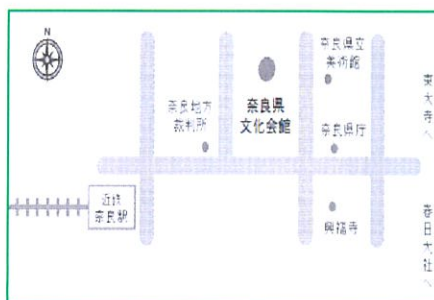 N
奈良県立
美術館
東大寺へ
奈良地方
裁判所
奈良県
文化会館
奈良県庁
近鉄
奈良駅
興福寺
春日大社へ